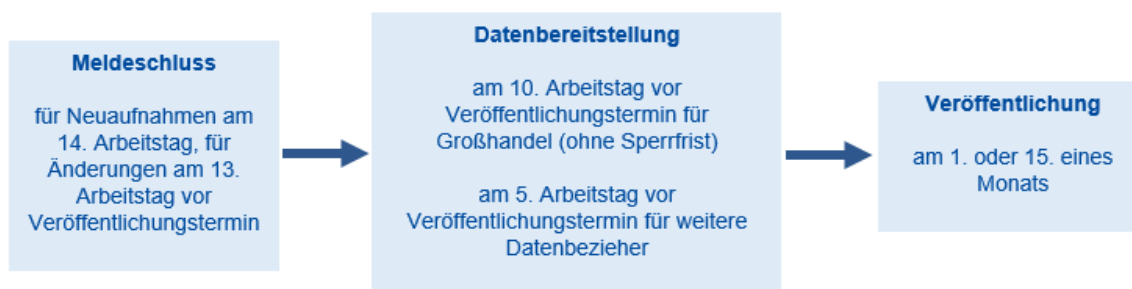 Meldeschluss
für Neuaufnahmen am
14. Arbeitstag, für
Änderungen am 13.
Arbeitstag vor
Veröffentlichungstermin
Datenbereitstellung
am 10. Arbeitstag vor
Veröffentlichungstermin für
Großhandel (ohne Sperrfrist)
am 5. Arbeitstag vor
Veröffentlichungstermin für weitere
Datenbezieher
Veröffentlichung
am 1. oder 15. eines
Monats